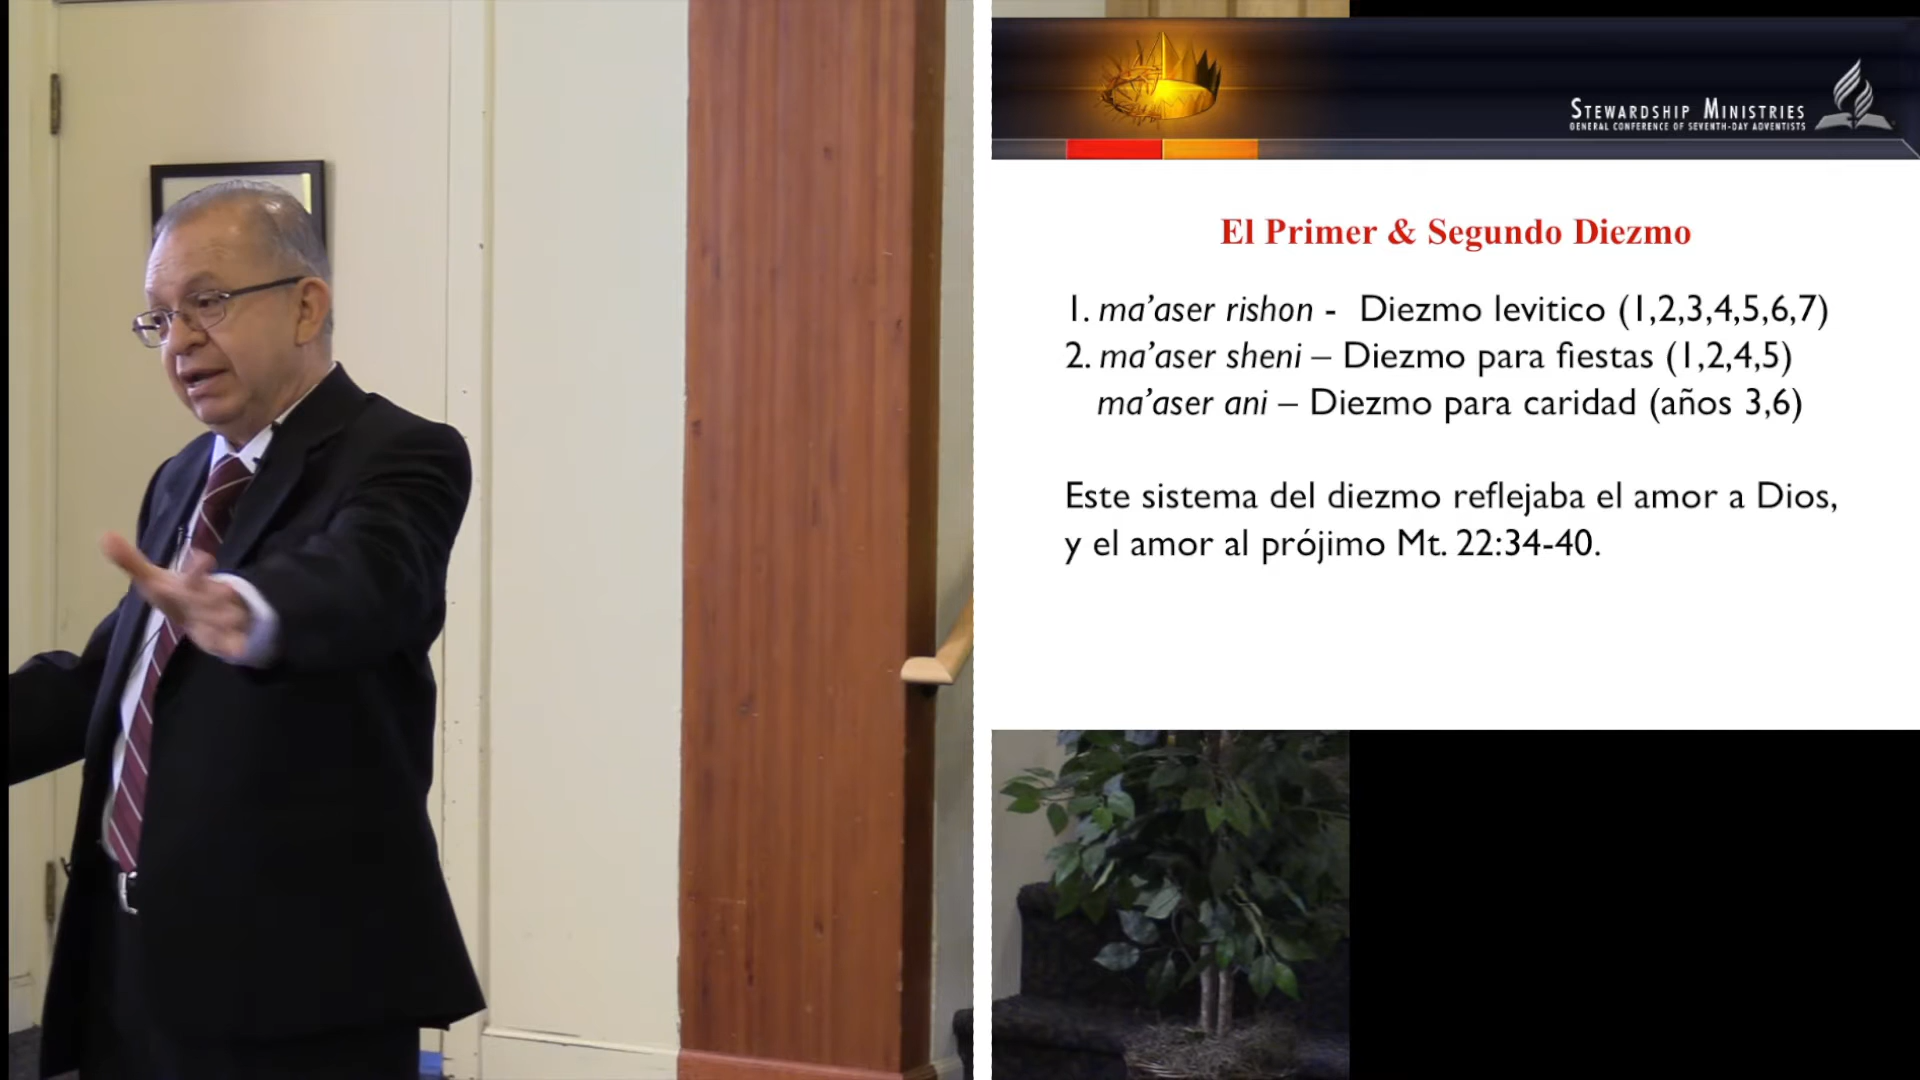 STEWARDSHIP MINISTRIES
GENERAL CONFERENCE OF SEVENTH-DAY ADVENTISTS
El Primer & Segundo Diezmo
1. ma’aser rishon - Diezmo levitico (1,2,3,4,5,6,7)
2. ma’aser sheni – Diezmo para fiestas (1,2,4,5)
ma’aser ani – Diezmo para caridad (años 3,6)
Este sistema del diezmo reflejaba el amor a Dios,
y el amor al prójimo Mt. 22:34-40.